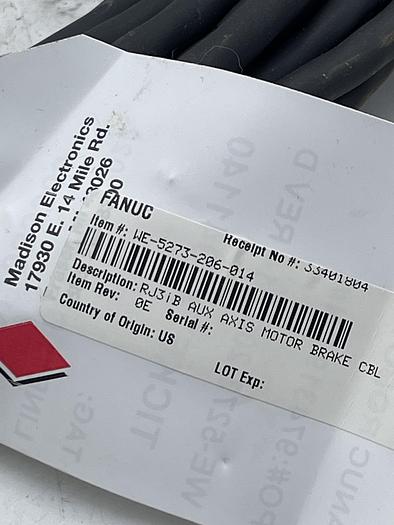 Madison Electronics
17930 E. 14 Mile Rd.
FANUC
Receipt No #: 33401804
Item #: WE-5273-206-014
Description: RJ3iB AUX AXIS MOTOR BRAKE CBL
Item Rev: 0E Serial #:
Country of Origin: US
LOT Exp: